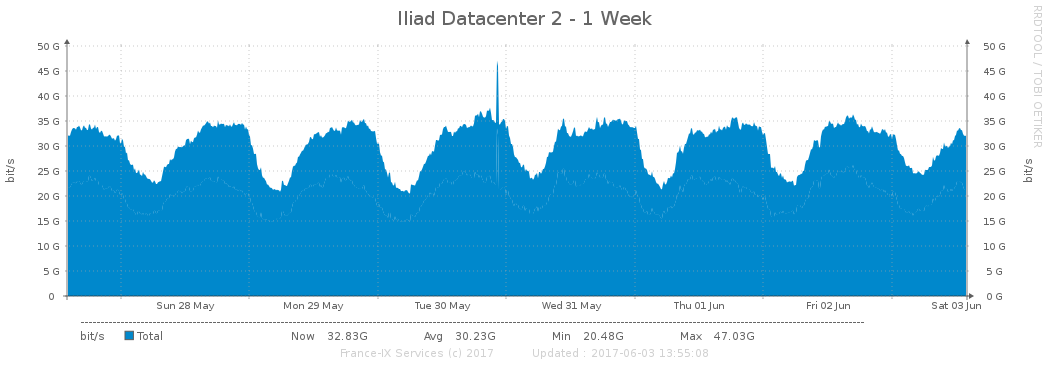 Iliad Datacenter 2 - 1 Week
RRDTOOL / TOBI OETIKER
50 G 50 G
45 G 45 G
40 G 40 G
35 G 35 G
30 G 30 G
25 G 25 G
20 G 20 G
15 G 15 G
10 G 10 G
5 G 5 G
0 0 G
bit/s bit/s
Sun 28 May Mon 29 May Tue 30 May Wed 31 May Thu 01 Jun Fri 02 Jun Sat 03 Jun
bit/s Total Now 32.83G Avg 30.23G Min 20.48G Max 47.03G
France-IX Services (c) 2017 Updated : 2017-06-03 13:55:08